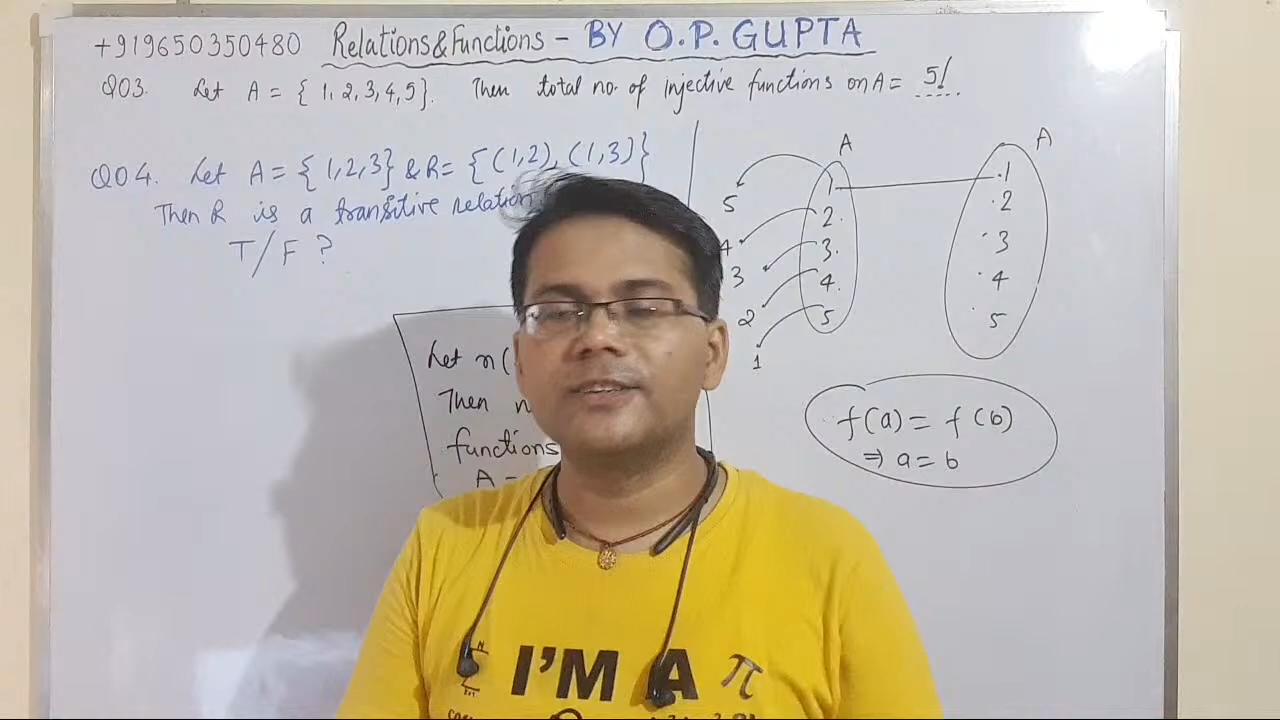 +919650350480 Relations & Functions - BY O.P. GUPTA
Q03. Let A = { 1, 2, 3, 4, 5 }. Then total no. of injective functions on A = 5!
Q04. Let A = { 1, 2, 3 } & R = { (1,2), (1,3) }
Then R is a transitive relation
T/F ?
Let n(
Then n
functions
A
A A
1 .1
5
2. .2
4
3. .3
3
4. .4
2
5 .5
1
f(a) = f(b)
⇒ a = b
I'M A π